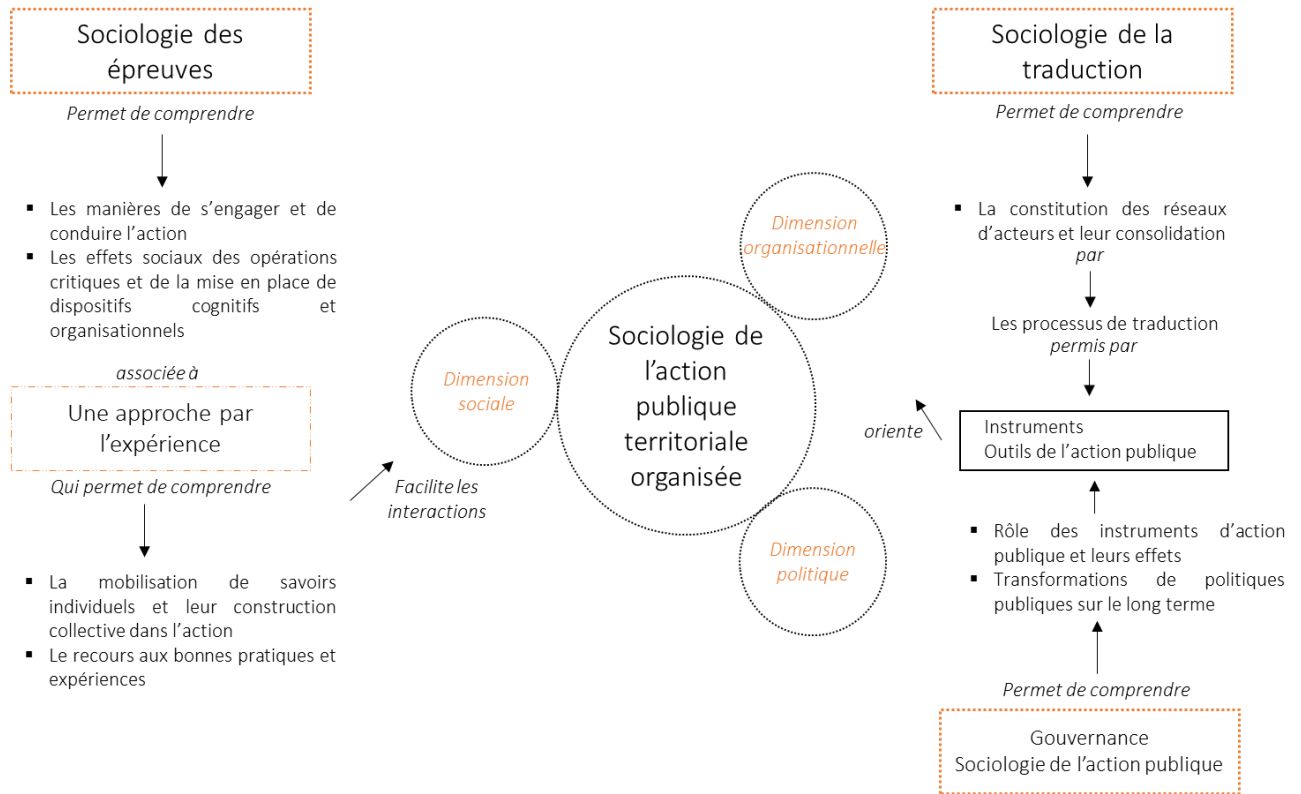 Sociologie des
épreuves
Permet de comprendre
▪ Les manières de s’engager et de
conduire l’action
▪ Les effets sociaux des opérations
critiques et de la mise en place de
dispositifs cognitifs et
organisationnels
associée à
Une approche par
l’expérience
Qui permet de comprendre
▪ La mobilisation de savoirs
individuels et leur construction
collective dans l’action
▪ Le recours aux bonnes pratiques et
expériences
Facilite les
interactions
Dimension
sociale
Dimension
organisationnelle
Sociologie de
l’action
publique
territoriale
organisée
Dimension
politique
oriente
Sociologie de la
traduction
Permet de comprendre
▪ La constitution des réseaux
d’acteurs et leur consolidation
par
Les processus de traduction
permis par
Instruments
Outils de l’action publique
▪ Rôle des instruments d’action
publique et leurs effets
▪ Transformations de politiques
publiques sur le long terme
Permet de comprendre
Gouvernance
Sociologie de l’action publique